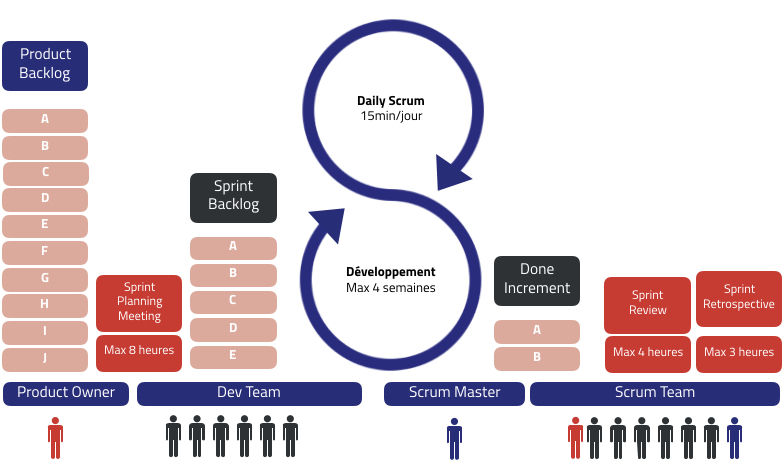 Product
Backlog
A
B
C
D
E
F
G
H
I
J
Sprint
Planning
Meeting
Max 8 heures
Sprint
Backlog
A
B
C
D
E
Daily Scrum
15min/jour
Développement
Max 4 semaines
Done
Increment
A
B
Sprint
Review
Max 4 heures
Sprint
Retrospective
Max 3 heures
Product Owner
Dev Team
Scrum Master
Scrum Team